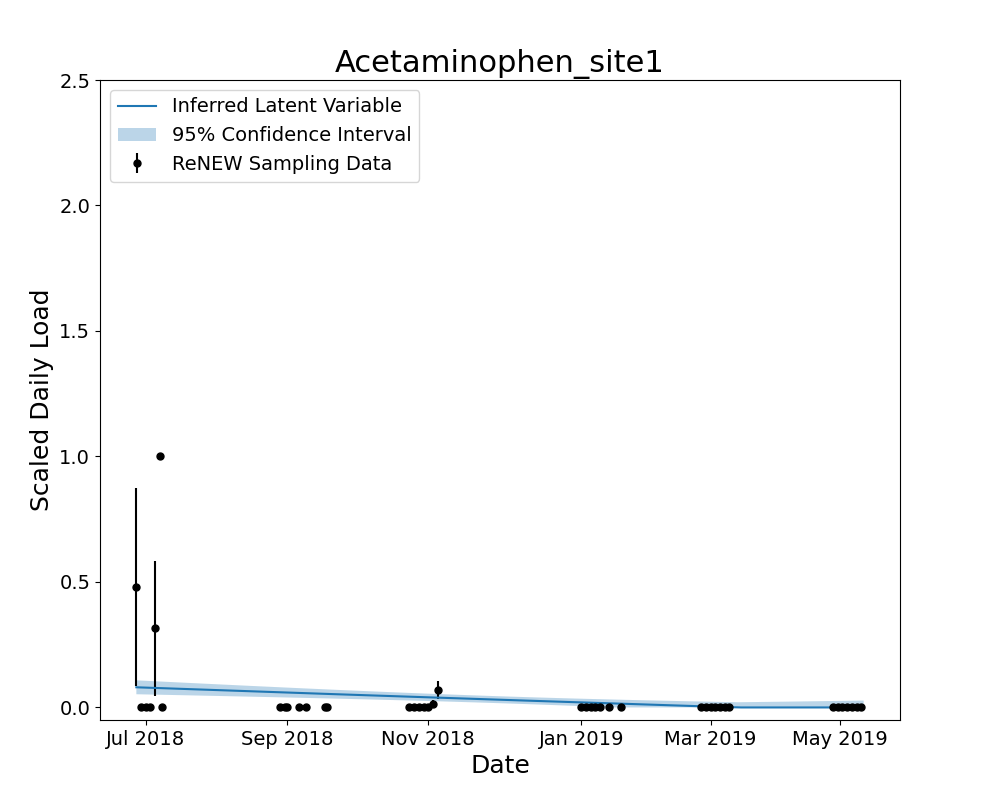 Acetaminophen_site1
Inferred Latent Variable
95% Confidence Interval
ReNEW Sampling Data
Scaled Daily Load
2.5
2.0
1.5
1.0
0.5
0.0
Jul 2018 Sep 2018 Nov 2018 Jan 2019 Mar 2019 May 2019
Date